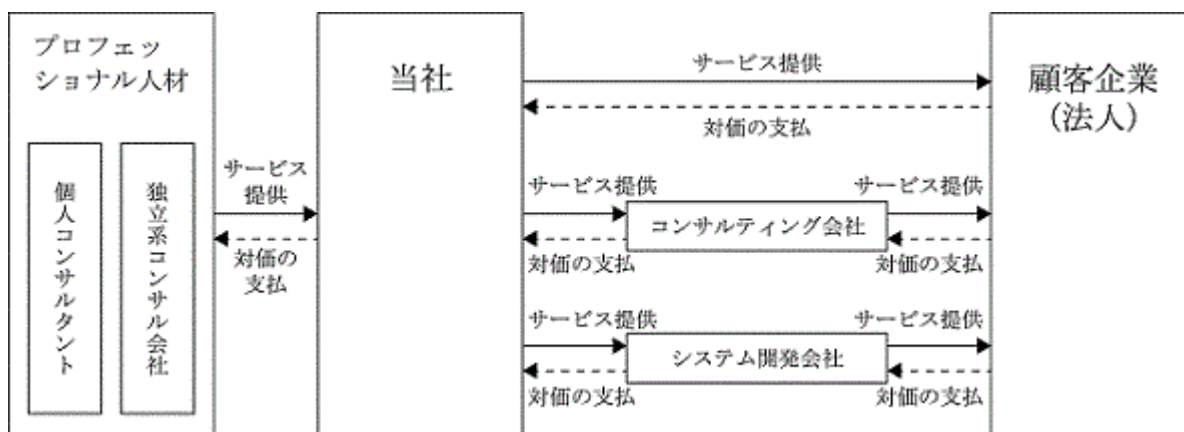 プロフェッ
ショナル人材
個人コンサルタント
独立系コンサル会社
サービス
提供
対価の
支払
当社
サービス提供
対価の支払
サービス提供
サービス提供
コンサルティング会社
対価の支払
対価の支払
サービス提供
サービス提供
システム開発会社
対価の支払
対価の支払
顧客企業
(法人)